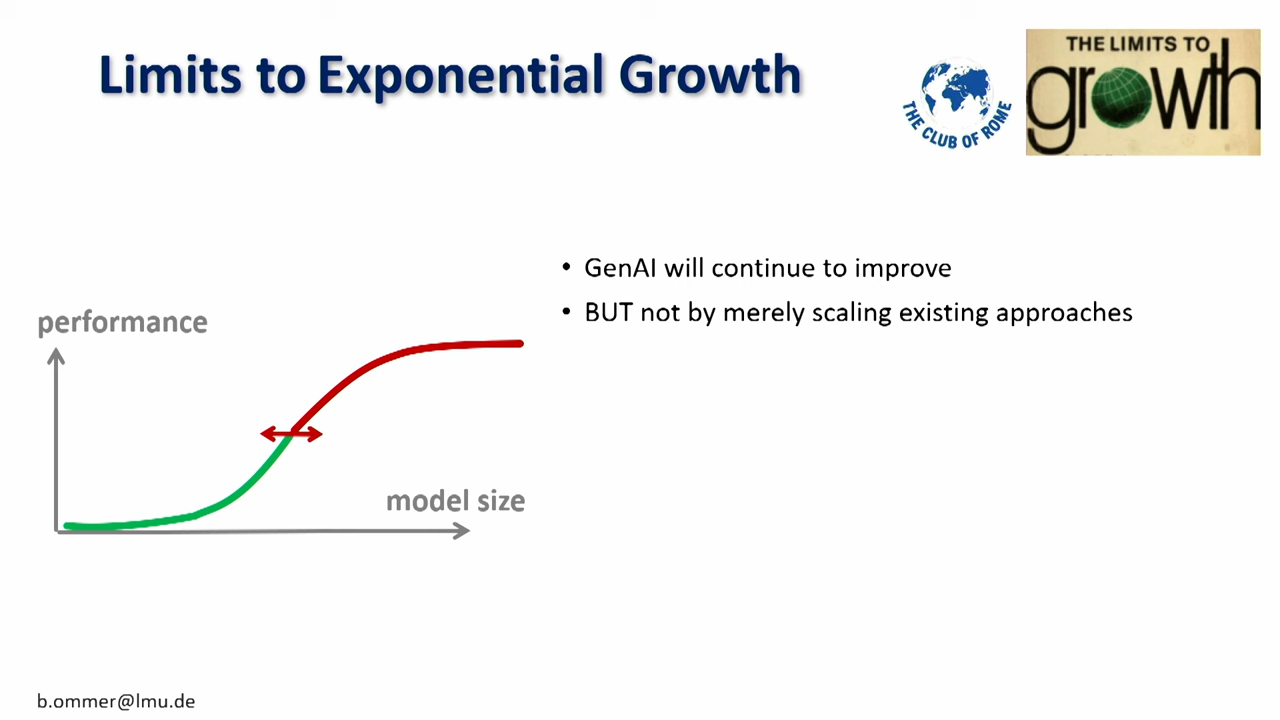 Limits to Exponential Growth
THE CLUB OF ROME
THE LIMITS TO
growth
• GenAI will continue to improve
• BUT not by merely scaling existing approaches
performance
model size
b.ommer@lmu.de